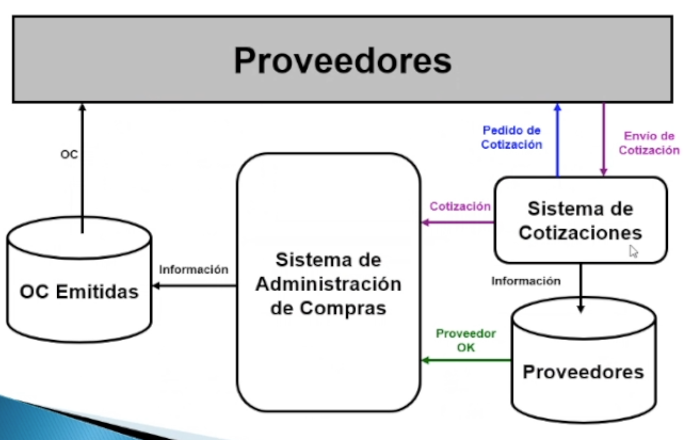 Proveedores
Pedido de
Cotización
Envío de
Cotización
OC
Cotización
Sistema de
Cotizaciones
Sistema de
Administración
de Compras
Información
OC Emitidas
Información
Proveedor
OK
Proveedores